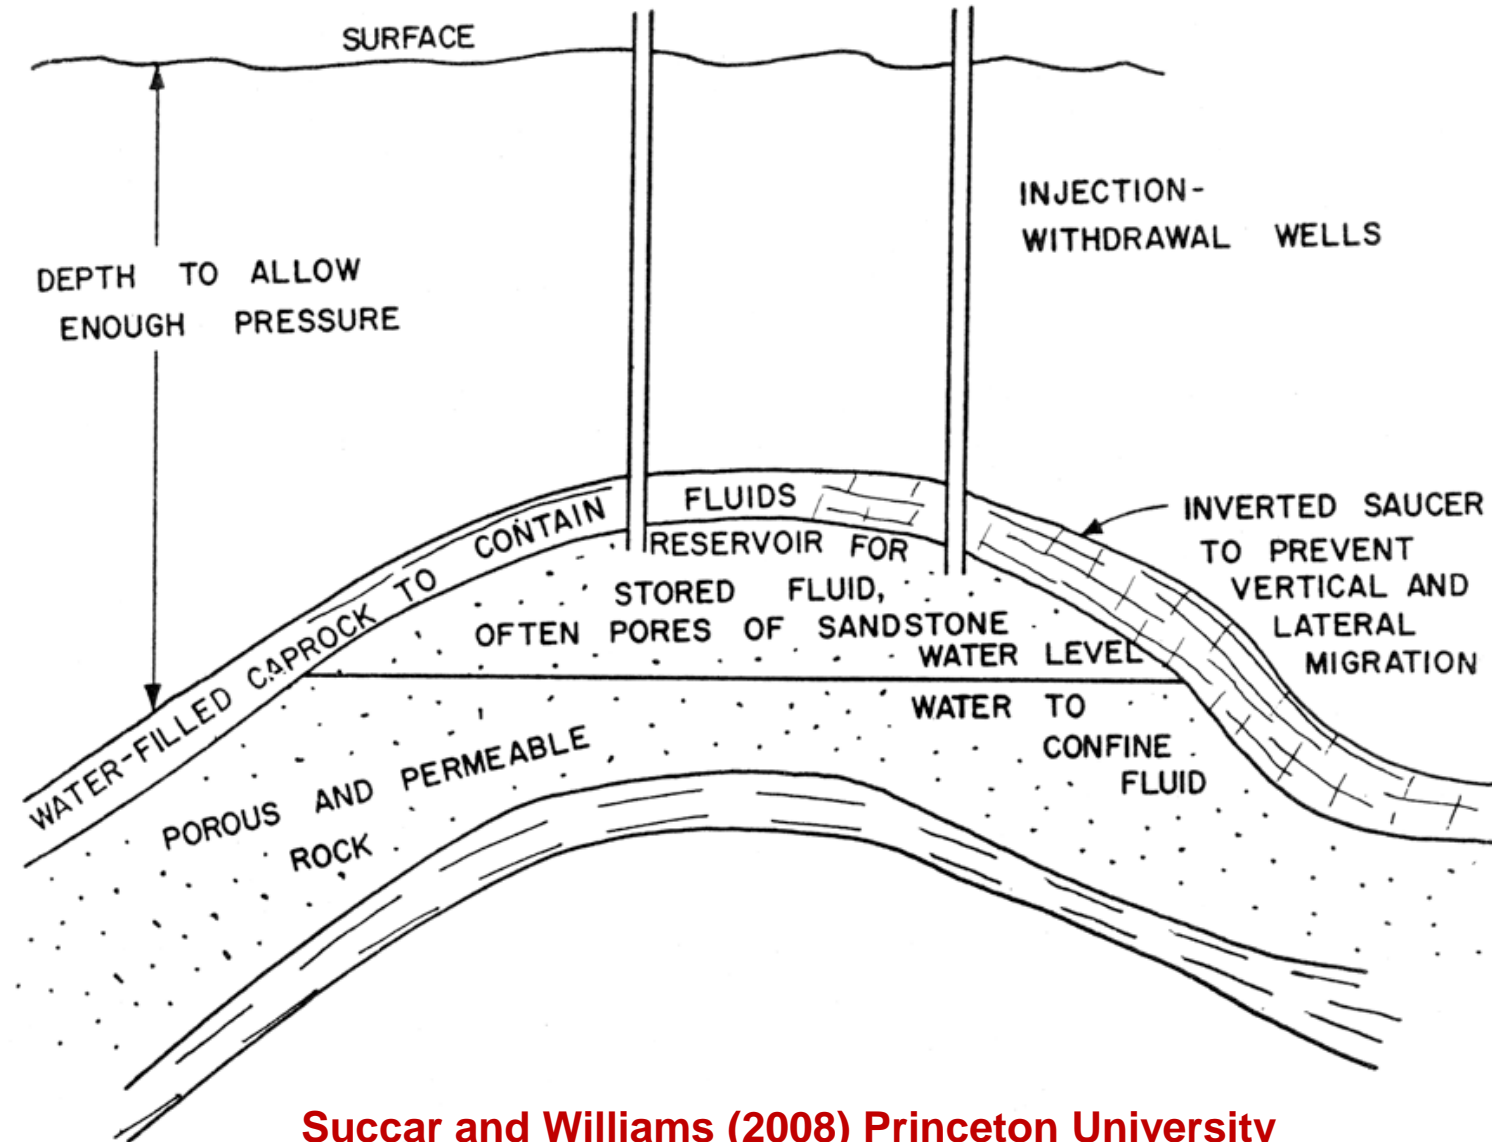 SURFACE
INJECTION-
WITHDRAWAL WELLS
DEPTH TO ALLOW
ENOUGH PRESSURE
WATER-FILLED CAPROCK TO CONTAIN FLUIDS
INVERTED SAUCER
TO PREVENT
VERTICAL AND
LATERAL
MIGRATION
RESERVOIR FOR
STORED FLUID,
OFTEN PORES OF SANDSTONE
WATER LEVEL
WATER TO
CONFINE
FLUID
POROUS AND PERMEABLE
ROCK
Succar and Williams (2008) Princeton University